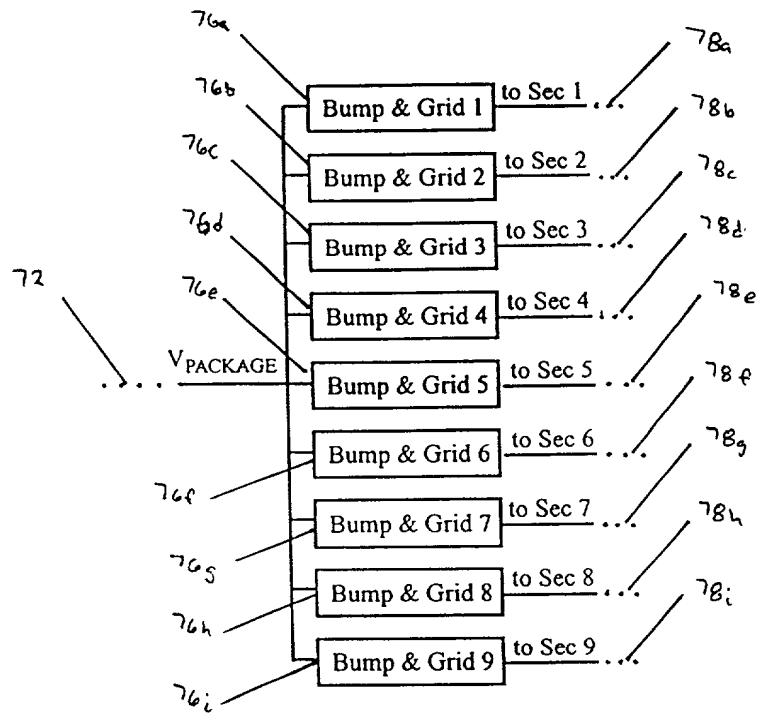 76a
78a
to Sec 1
Bump & Grid 1
76b
78b
to Sec 2
Bump & Grid 2
76c
78c
to Sec 3
Bump & Grid 3
76d
78d
to Sec 4
Bump & Grid 4
72
76e
78e
VPACKAGE
to Sec 5
Bump & Grid 5
78f
to Sec 6
Bump & Grid 6
76f
78g
to Sec 7
Bump & Grid 7
76g
78h
to Sec 8
Bump & Grid 8
76h
78i
to Sec 9
Bump & Grid 9
76i